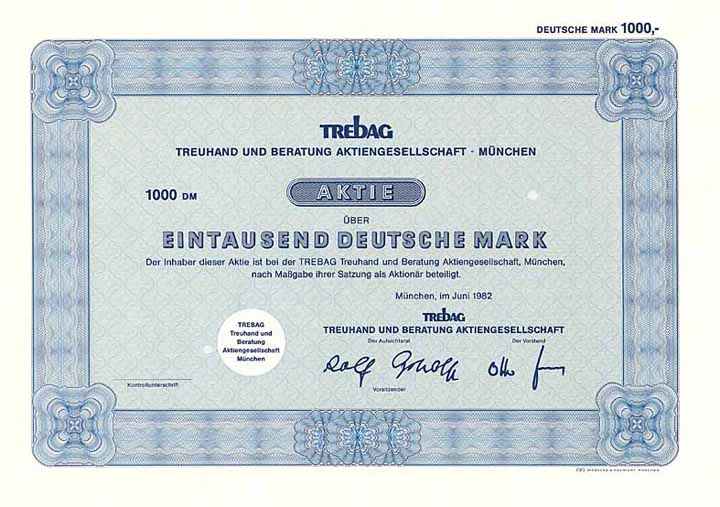 DEUTSCHE MARK 1000,-
TREBAG
TREUHAND UND BERATUNG AKTIENGESELLSCHAFT · MÜNCHEN
1000 DM
AKTIE
ÜBER
EINTAUSEND DEUTSCHE MARK
Der Inhaber dieser Aktie ist bei der TREBAG Treuhand und Beratung Aktiengesellschaft, München,
nach Maßgabe ihrer Satzung als Aktionär beteiligt.
München, im Juni 1982
TREBAG
TREUHAND UND BERATUNG AKTIENGESELLSCHAFT
Der Aufsichtsrat Der Vorstand
Rolf Otto
Vorsitzender
TREBAG
Treuhand und
Beratung
Aktiengesellschaft
München
Kontrollunterschrift